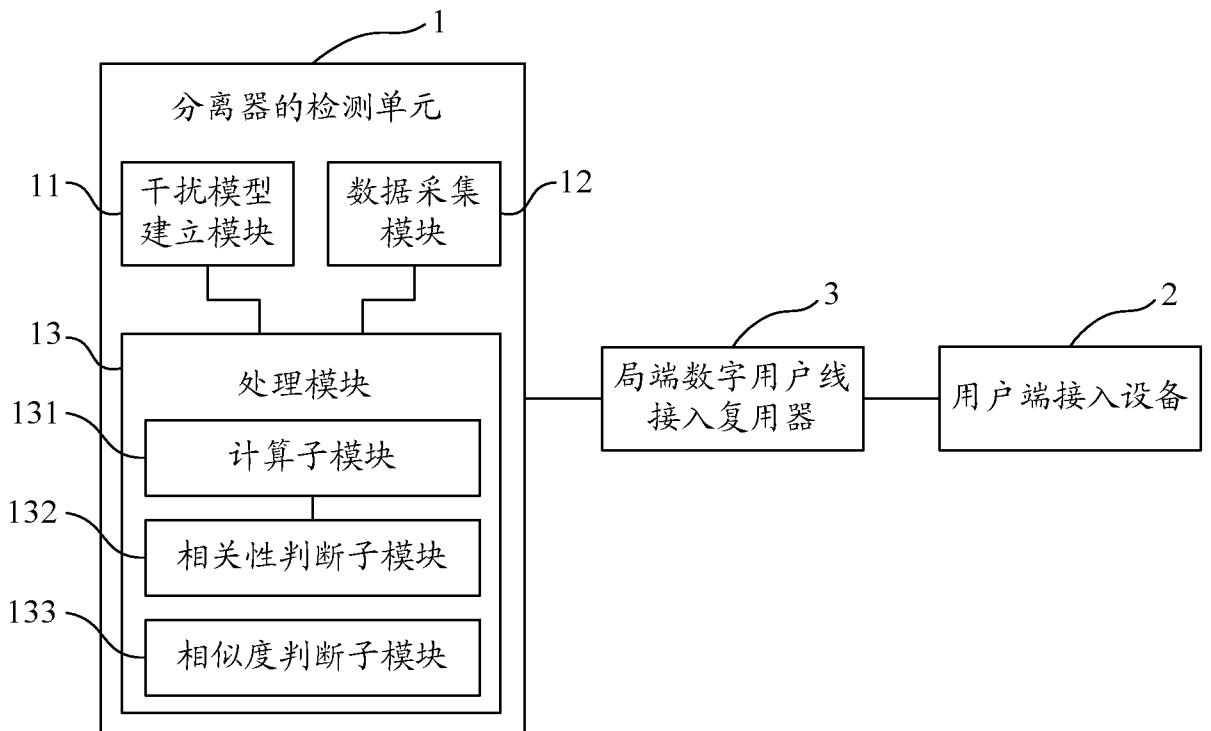 1
分离器的检测单元
11
干扰模型
建立模块
数据采集
模块
12
13
处理模块
131
计算子模块
132
相关性判断子模块
133
相似度判断子模块
3
局端数字用户线
接入复用器
2
用户端接入设备